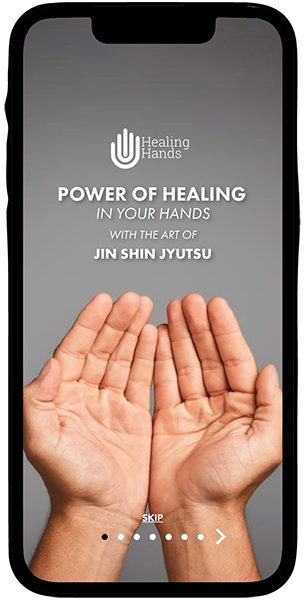 Healing
Hands
POWER OF HEALING
IN YOUR HANDS
WITH THE ART OF
JIN SHIN JYUTSU
SKIP